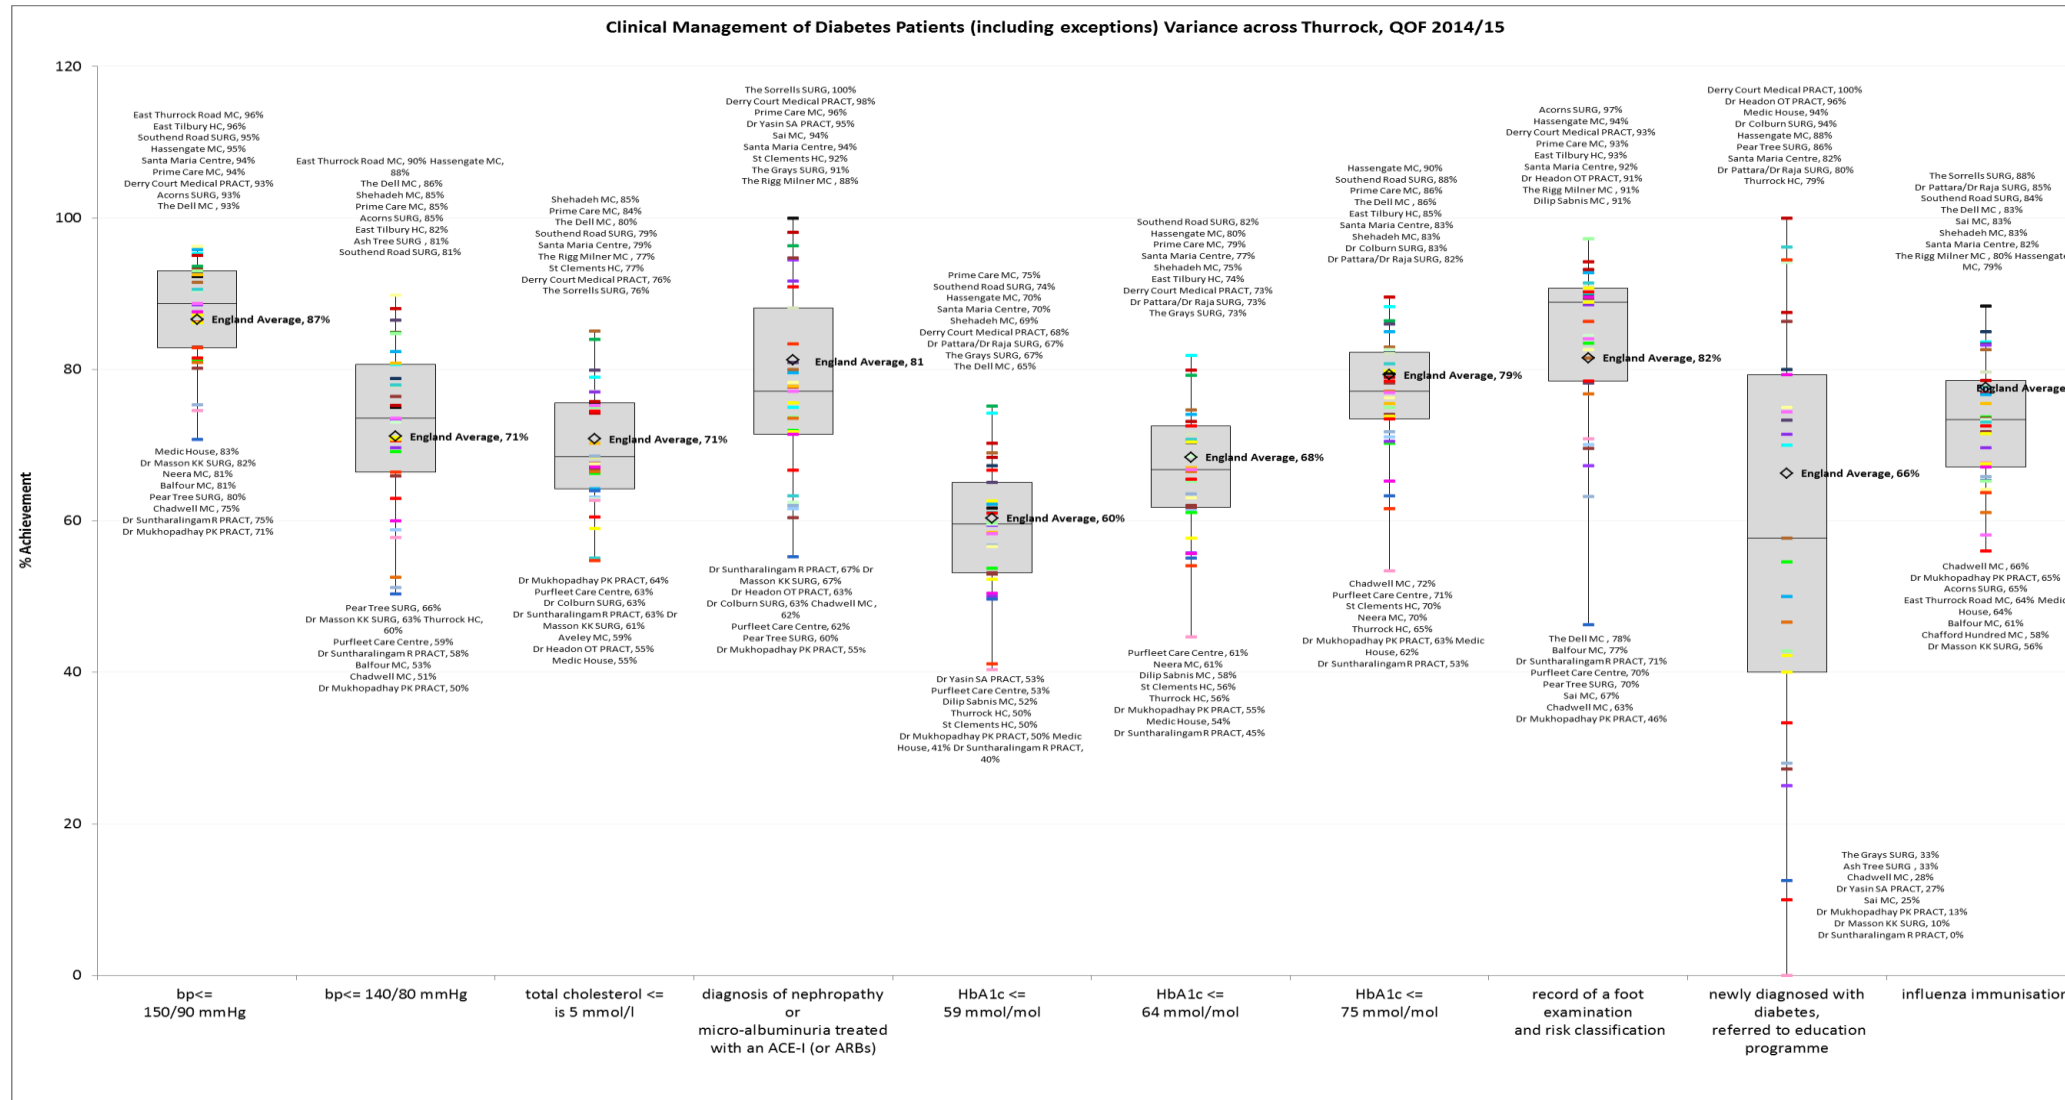 Clinical Management of Diabetes Patients (including exceptions) Variance across Thurrock, QOF 2014/15
% Achievement
120
100
80
60
40
20
0
East Thurrock Road MC, 96%
East Tilbury HC, 96%
Southend Road SURG, 95%
Hassengate MC, 95%
Santa Maria Centre, 94%
Prime Care MC, 94%
Derry Court Medical PRACT, 93%
Acorns SURG, 93%
The Dell MC , 93%
England Average, 87%
Medic House, 83%
Dr Masson KK SURG, 82%
Neera MC, 81%
Balfour MC, 81%
Pear Tree SURG, 80%
Chadwell MC, 75%
Dr Suntharalingam R PRACT, 75%
Dr Mukhopadhay PK PRACT, 71%
East Thurrock Road MC, 90% Hassengate MC,
88%
The Dell MC , 86%
Shehadeh MC, 85%
Prime Care MC, 85%
Acorns SURG, 85%
East Tilbury HC, 82%
Ash Tree SURG , 81%
Southend Road SURG, 81%
England Average, 71%
Pear Tree SURG, 66%
Dr Masson KK SURG, 63% Thurrock HC,
60%
Purfleet Care Centre, 59%
Dr Suntharalingam R PRACT, 58%
Balfour MC, 53%
Chadwell MC, 51%
Dr Mukhopadhay PK PRACT, 50%
Shehadeh MC, 85%
Prime Care MC, 84%
The Dell MC , 80%
Southend Road SURG, 79%
Santa Maria Centre, 79%
The Rigg Milner MC , 77%
St Clements HC, 77%
Derry Court Medical PRACT, 76%
The Sorrells SURG, 76%
England Average, 71%
Dr Mukhopadhay PK PRACT, 64%
Purfleet Care Centre, 63%
Dr Colburn SURG, 63%
Dr Suntharalingam R PRACT, 63% Dr
Masson KK SURG, 61%
Aveley MC, 59%
Dr Headon OT PRACT, 55%
Medic House, 55%
The Sorrells SURG, 100%
Derry Court Medical PRACT, 98%
Prime Care MC, 96%
Dr Yasin SA PRACT, 95%
Sai MC, 94%
Santa Maria Centre, 94%
St Clements HC, 92%
The Grays SURG, 91%
The Rigg Milner MC , 88%
England Average, 81
Dr Suntharalingam R PRACT, 67% Dr
Masson KK SURG, 67%
Dr Headon OT PRACT, 63%
Dr Colburn SURG, 63% Chadwell MC ,
62%
Purfleet Care Centre, 62%
Pear Tree SURG, 60%
Dr Mukhopadhay PK PRACT, 55%
Prime Care MC, 75%
Southend Road SURG, 74%
Hassengate MC, 70%
Santa Maria Centre, 70%
Shehadeh MC, 69%
Derry Court Medical PRACT, 68%
Dr Pattara/Dr Raja SURG, 67%
The Grays SURG, 67%
The Dell MC , 65%
England Average, 60%
Dr Yasin SA PRACT, 53%
Purfleet Care Centre, 53%
Dilip Sabnis MC, 52%
Thurrock HC, 50%
St Clements HC, 50%
Dr Mukhopadhay PK PRACT, 50% Medic
House, 41% Dr Suntharalingam R PRACT,
40%
Southend Road SURG, 82%
Hassengate MC, 80%
Prime Care MC, 79%
Santa Maria Centre, 77%
Shehadeh MC, 75%
East Tilbury HC, 74%
Derry Court Medical PRACT, 73%
Dr Pattara/Dr Raja SURG, 73%
The Grays SURG, 73%
England Average, 68%
Purfleet Care Centre, 61%
Neera MC, 61%
Dilip Sabnis MC, 58%
St Clements HC, 56%
Thurrock HC, 56%
Dr Mukhopadhay PK PRACT, 55%
Medic House, 54%
Dr Suntharalingam R PRACT, 45%
Hassengate MC, 90%
Southend Road SURG, 88%
Prime Care MC, 86%
The Dell MC , 86%
East Tilbury HC, 85%
Santa Maria Centre, 83%
Shehadeh MC, 83%
Dr Colburn SURG, 83%
Dr Pattara/Dr Raja SURG, 82%
England Average, 79%
Chadwell MC , 72%
Purfleet Care Centre, 71%
St Clements HC, 70%
Neera MC, 70%
Thurrock HC, 65%
Dr Mukhopadhay PK PRACT, 63% Medic
House, 62%
Dr Suntharalingam R PRACT, 53%
Acorns SURG, 97%
Hassengate MC, 94%
Derry Court Medical PRACT, 93%
Prime Care MC, 93%
East Tilbury HC, 93%
Santa Maria Centre, 92%
Dr Headon OT PRACT, 91%
The Rigg Milner MC , 91%
Dilip Sabnis MC, 91%
England Average, 82%
The Dell MC , 78%
Balfour MC, 77%
Dr Suntharalingam R PRACT, 71%
Purfleet Care Centre, 70%
Pear Tree SURG, 70%
Sai MC, 67%
Chadwell MC, 63%
Dr Mukhopadhay PK PRACT, 46%
Derry Court Medical PRACT, 100%
Dr Headon OT PRACT, 96%
Medic House, 94%
Dr Colburn SURG, 94%
Hassengate MC, 88%
Pear Tree SURG, 86%
Santa Maria Centre, 82%
Dr Pattara/Dr Raja SURG, 80%
Thurrock HC, 79%
England Average, 66%
The Grays SURG, 33%
Ash Tree SURG , 33%
Chadwell MC, 28%
Dr Yasin SA PRACT, 27%
Sai MC, 25%
Dr Mukhopadhay PK PRACT, 13%
Dr Masson KK SURG, 10%
Dr Suntharalingam R PRACT, 0%
The Sorrells SURG, 88%
Dr Pattara/Dr Raja SURG, 85%
Southend Road SURG, 84%
The Dell MC , 83%
Sai MC, 83%
Shehadeh MC, 83%
Santa Maria Centre, 82%
The Rigg Milner MC , 80% Hassengate
MC, 79%
England Average
Chadwell MC , 66%
Dr Mukhopadhay PK PRACT, 65%
Acorns SURG, 65%
East Thurrock Road MC, 64% Medic
House, 64%
Balfour MC, 61%
Chafford Hundred MC, 58%
Dr Masson KK SURG, 56%
bp<=
150/90 mmHg
bp<= 140/80 mmHg
total cholesterol <=
is 5 mmol/l
diagnosis of nephropathy
or
micro-albuminuria treated
with an ACE-I (or ARBs)
HbA1c <=
59 mmol/mol
HbA1c <=
64 mmol/mol
HbA1c <=
75 mmol/mol
record of a foot
examination
and risk classification
newly diagnosed with
diabetes,
referred to education
programme
influenza immunisation